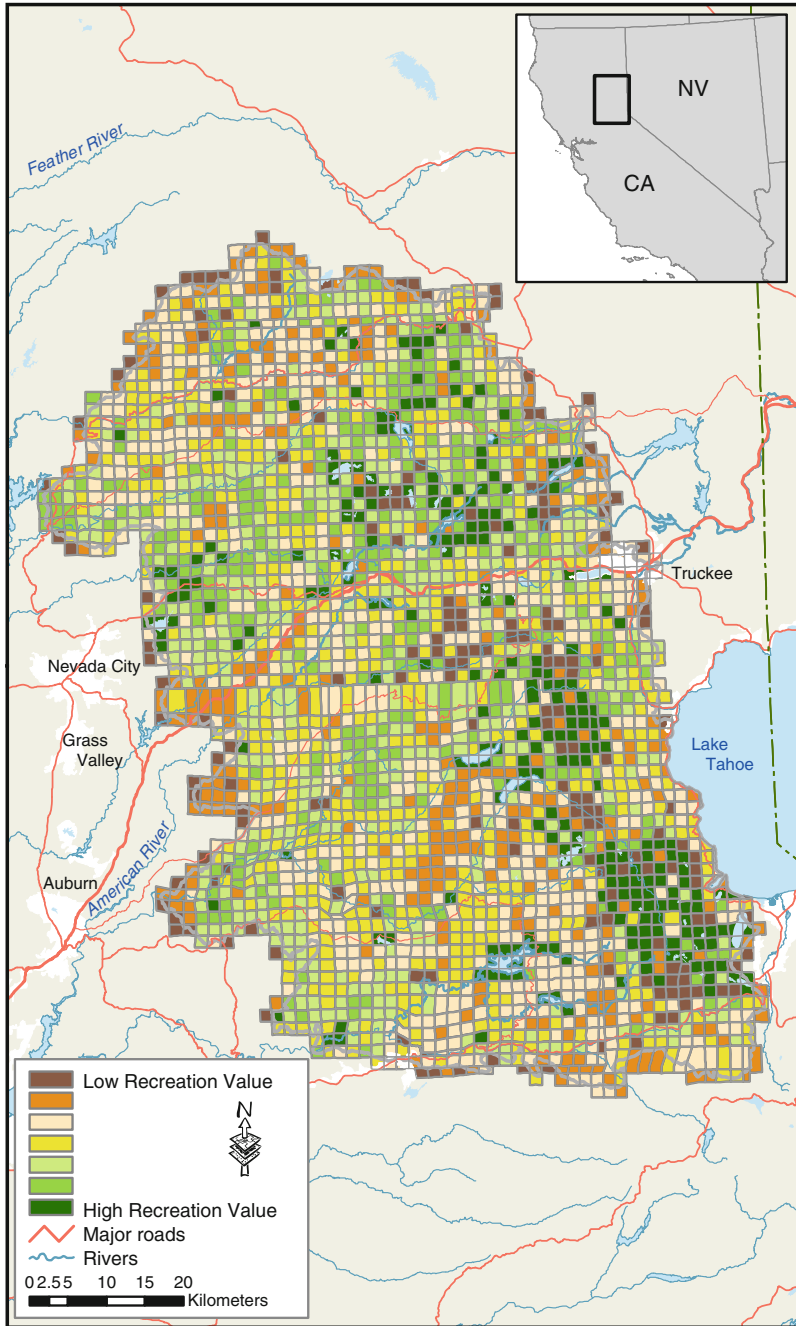 NV
CA
Feather River
Truckee
Nevada City
Lake
Tahoe
Grass
Valley
American River
Auburn
Low Recreation Value
N
High Recreation Value
Major roads
Rivers
0 2.5 5 10 15 20
Kilometers